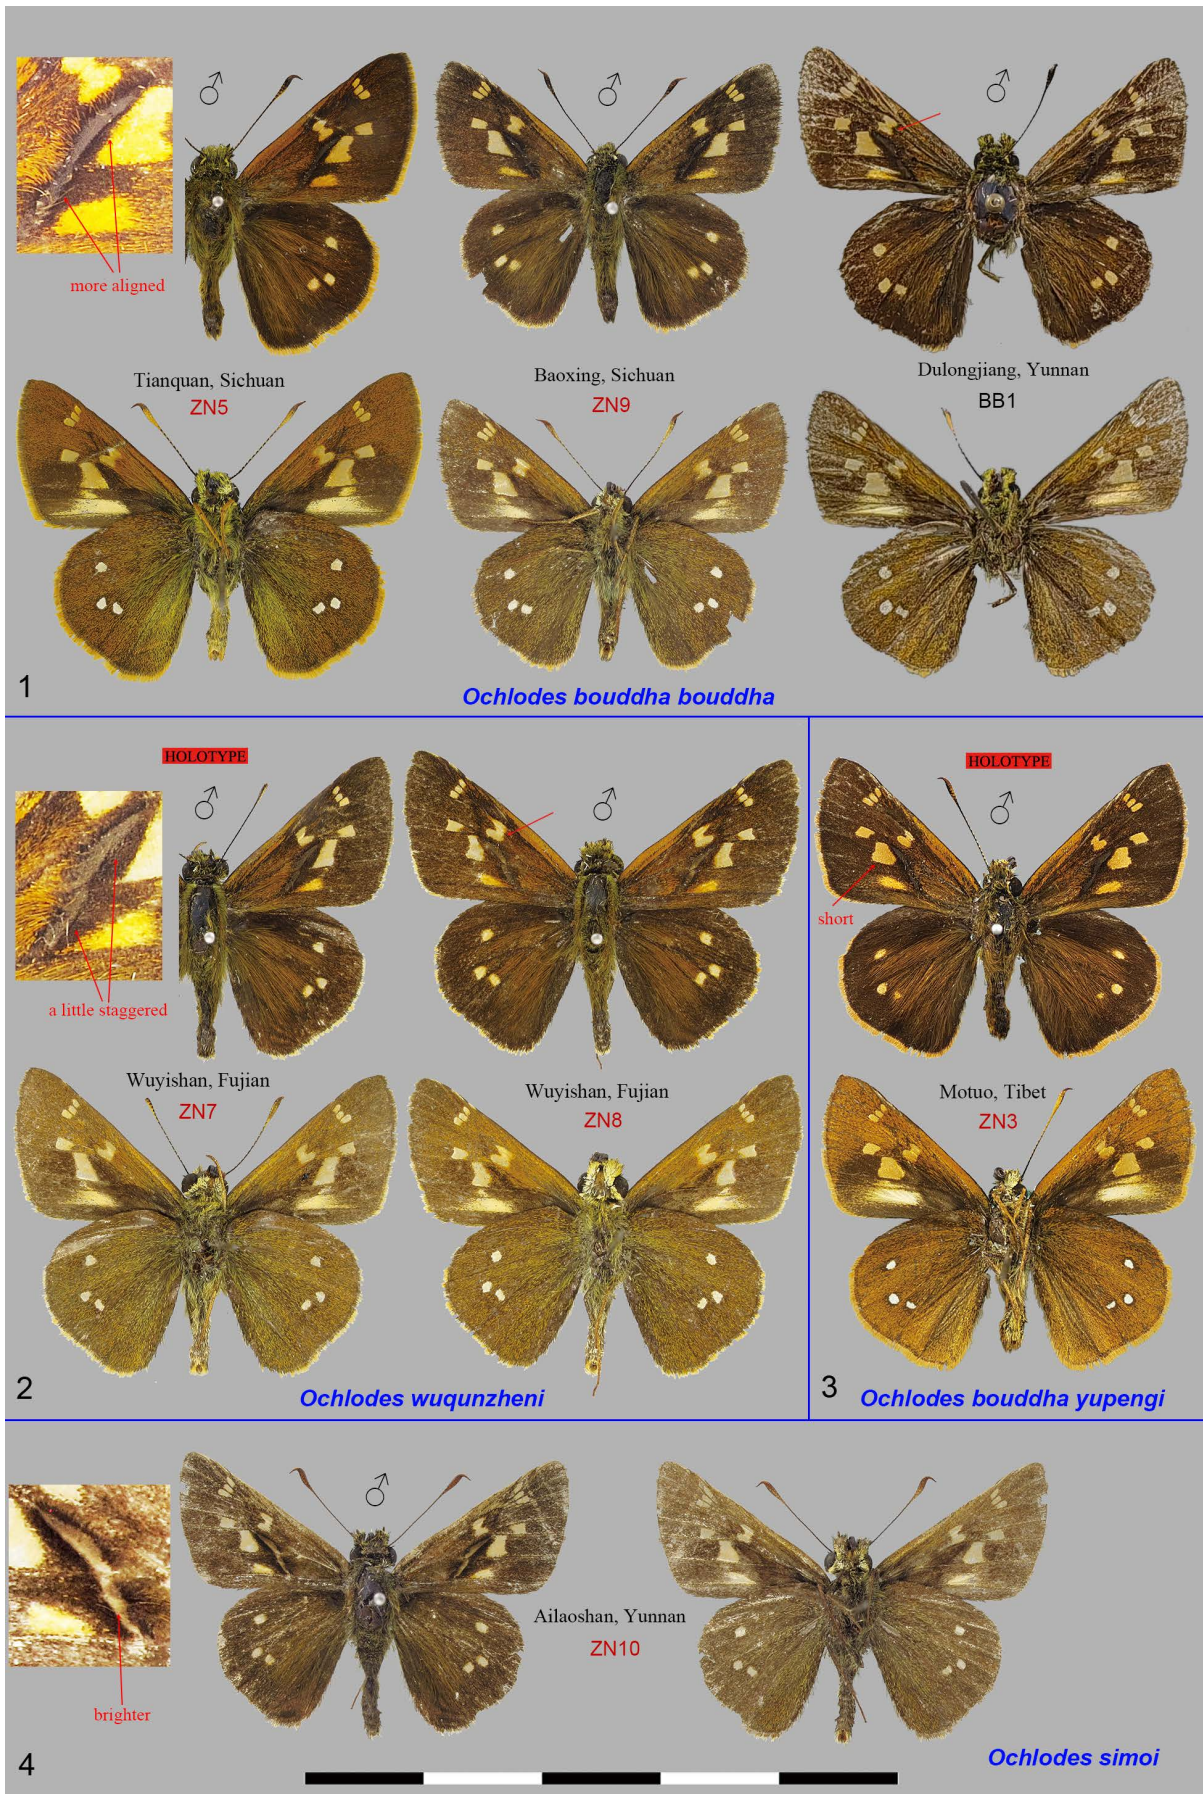 ♂
♂
♂
more aligned
Tianquan, Sichuan
ZN5
Baoxing, Sichuan
ZN9
Dulongjiang, Yunnan
BB1
1
Ochlodes bouddha bouddha
HOLOTYPE
♂
♂
a little staggered
Wuyishan, Fujian
ZN7
Wuyishan, Fujian
ZN8
2
Ochlodes wuqunzheni
HOLOTYPE
♂
short
Motuo, Tibet
ZN3
3
Ochlodes bouddha yupengi
♂
brighter
Ailaoshan, Yunnan
ZN10
4
Ochlodes simoi